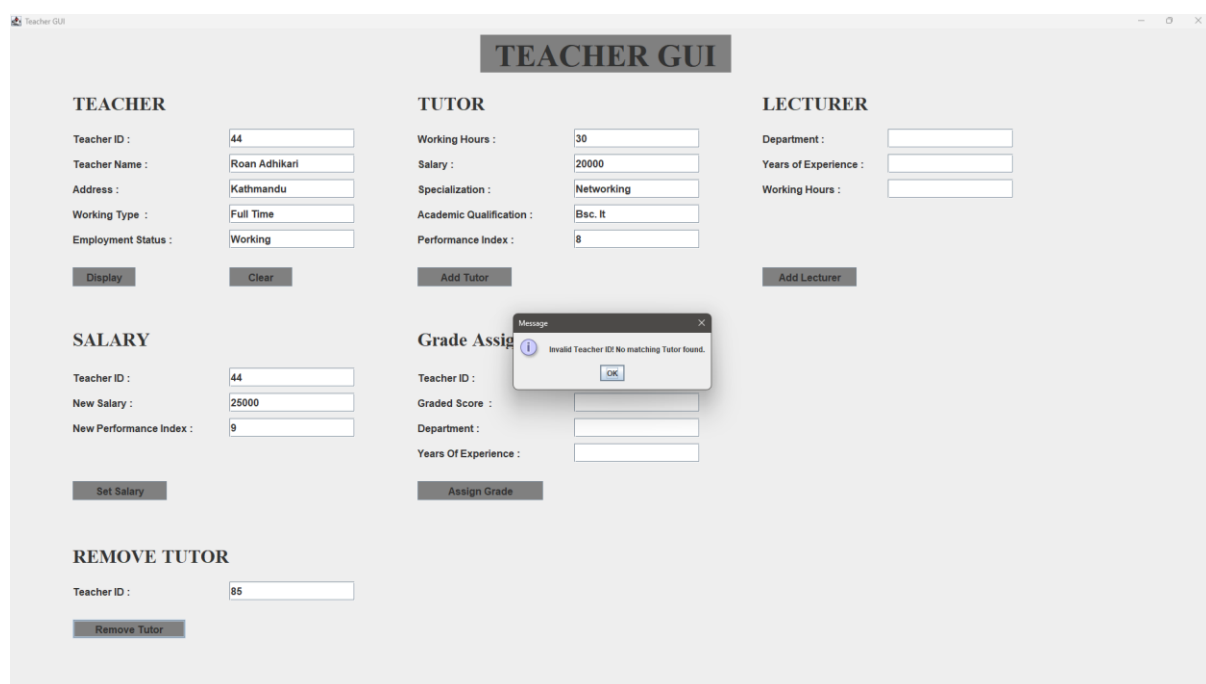 Teacher GUI
TEACHER GUI
TEACHER
Teacher ID : 44
Teacher Name : Roan Adhikari
Address : Kathmandu
Working Type : Full Time
Employment Status : Working
Display Clear
TUTOR
Working Hours : 30
Salary : 20000
Specialization : Networking
Academic Qualification : Bsc. It
Performance Index : 8
Add Tutor
LECTURER
Department :
Years of Experience :
Working Hours :
Add Lecturer
SALARY
Teacher ID : 44
New Salary : 25000
New Performance Index : 9
Set Salary
Grade Assig
Teacher ID :
Graded Score :
Department :
Years Of Experience :
Assign Grade
Message
Invalid Teacher ID! No matching Tutor found.
OK
REMOVE TUTOR
Teacher ID : 85
Remove Tutor